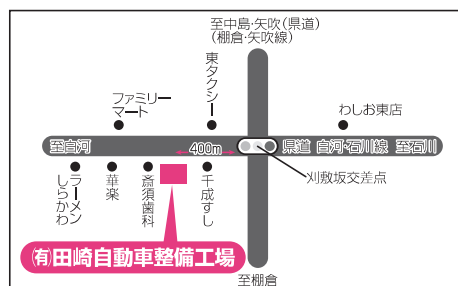 至中島・矢吹(県道)
(棚倉・矢吹線)
東タクシー
ファミリー
マート
わしお東店
至白河
400m
県道 白河・石川線 至石川
刈敷坂交差点
ラーメン
しらかわ
華楽
斎須歯科
千成すし
(有)田崎自動車整備工場
至棚倉